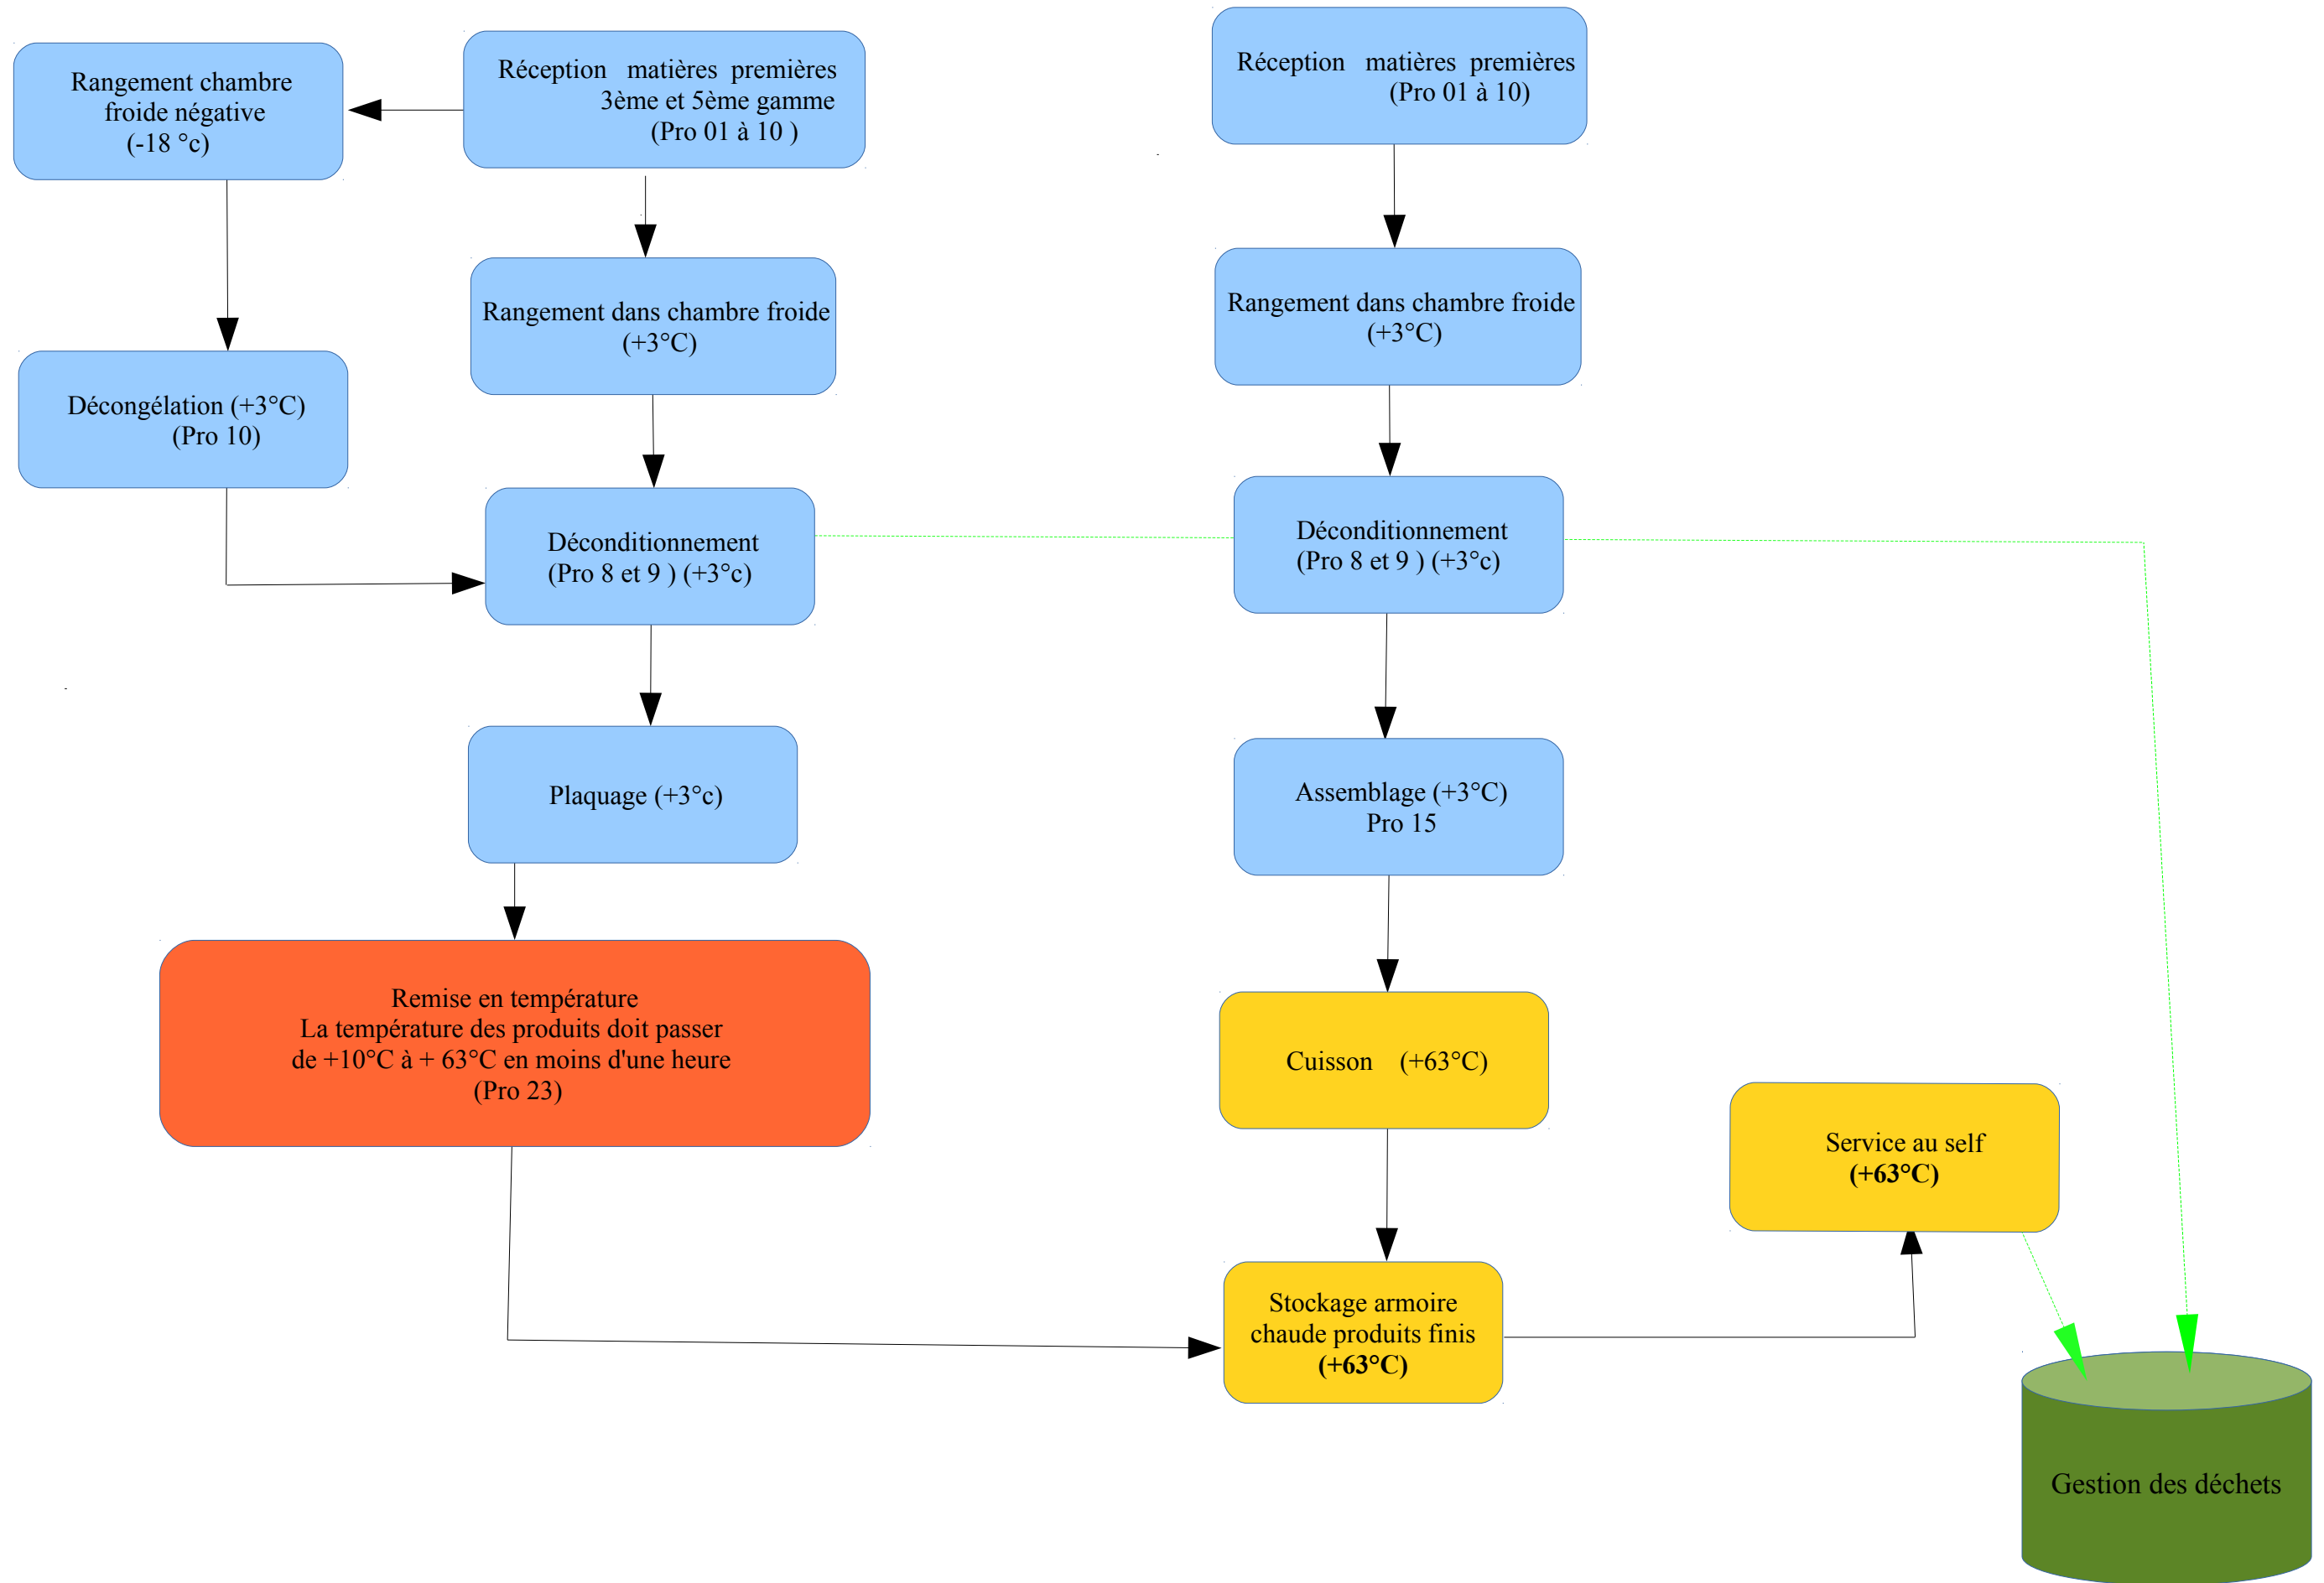 Rangement chambre
froide négative
(-18 °c)
Réception matières premières
3ème et 5ème gamme
(Pro 01 à 10 )
Réception matières premières
(Pro 01 à 10)
Rangement dans chambre froide
(+3°C)
Rangement dans chambre froide
(+3°C)
Décongélation (+3°C)
(Pro 10)
Déconditionnement
(Pro 8 et 9 ) (+3°c)
Déconditionnement
(Pro 8 et 9 ) (+3°c)
Plaquage (+3°c)
Assemblage (+3°C)
Pro 15
Remise en température
La température des produits doit passer
de +10°C à + 63°C en moins d'une heure
(Pro 23)
Cuisson (+63°C)
Service au self
(+63°C)
Stockage armoire
chaude produits finis
(+63°C)
Gestion des déchets